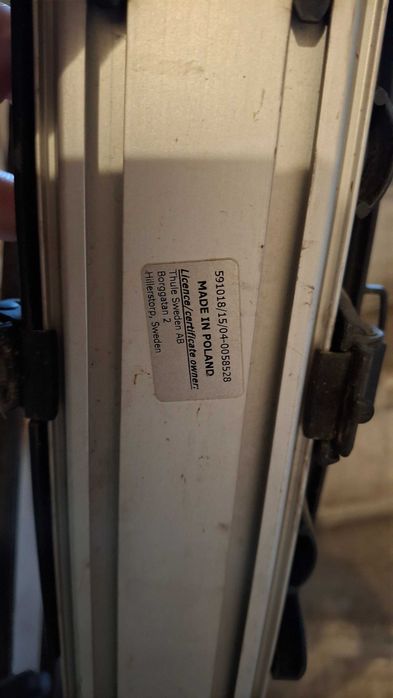 591018/15/04-0058528
MADE IN POLAND
Licence/certificate owner:
Thule Sweden AB
Borggatan 2
Hillerstorp, Sweden